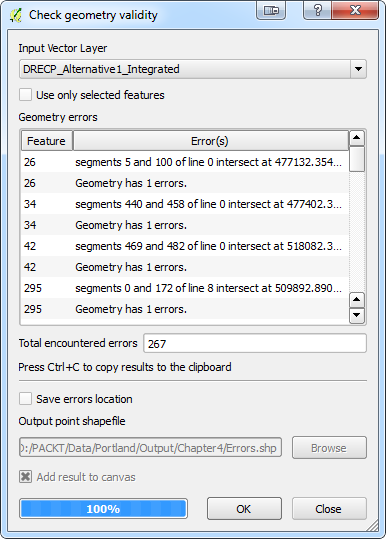 Check geometry validity
Input Vector Layer
DRECP_Alternative1_Integrated
Use only selected features
Geometry errors
Feature Error(s)
26 segments 5 and 100 of line 0 intersect at 477132.354...
26 Geometry has 1 errors.
34 segments 440 and 458 of line 0 intersect at 477402.3...
34 Geometry has 1 errors.
42 segments 469 and 482 of line 0 intersect at 518082.3...
42 Geometry has 1 errors.
295 segments 0 and 172 of line 8 intersect at 509892.890...
295 Geometry has 1 errors.
Total encountered errors 267
Press Ctrl+C to copy results to the clipboard
Save errors location
Output point shapefile
D:/PACKT/Data/Portland/Output/Chapter4/Errors.shp Browse
Add result to canvas
100% OK Close